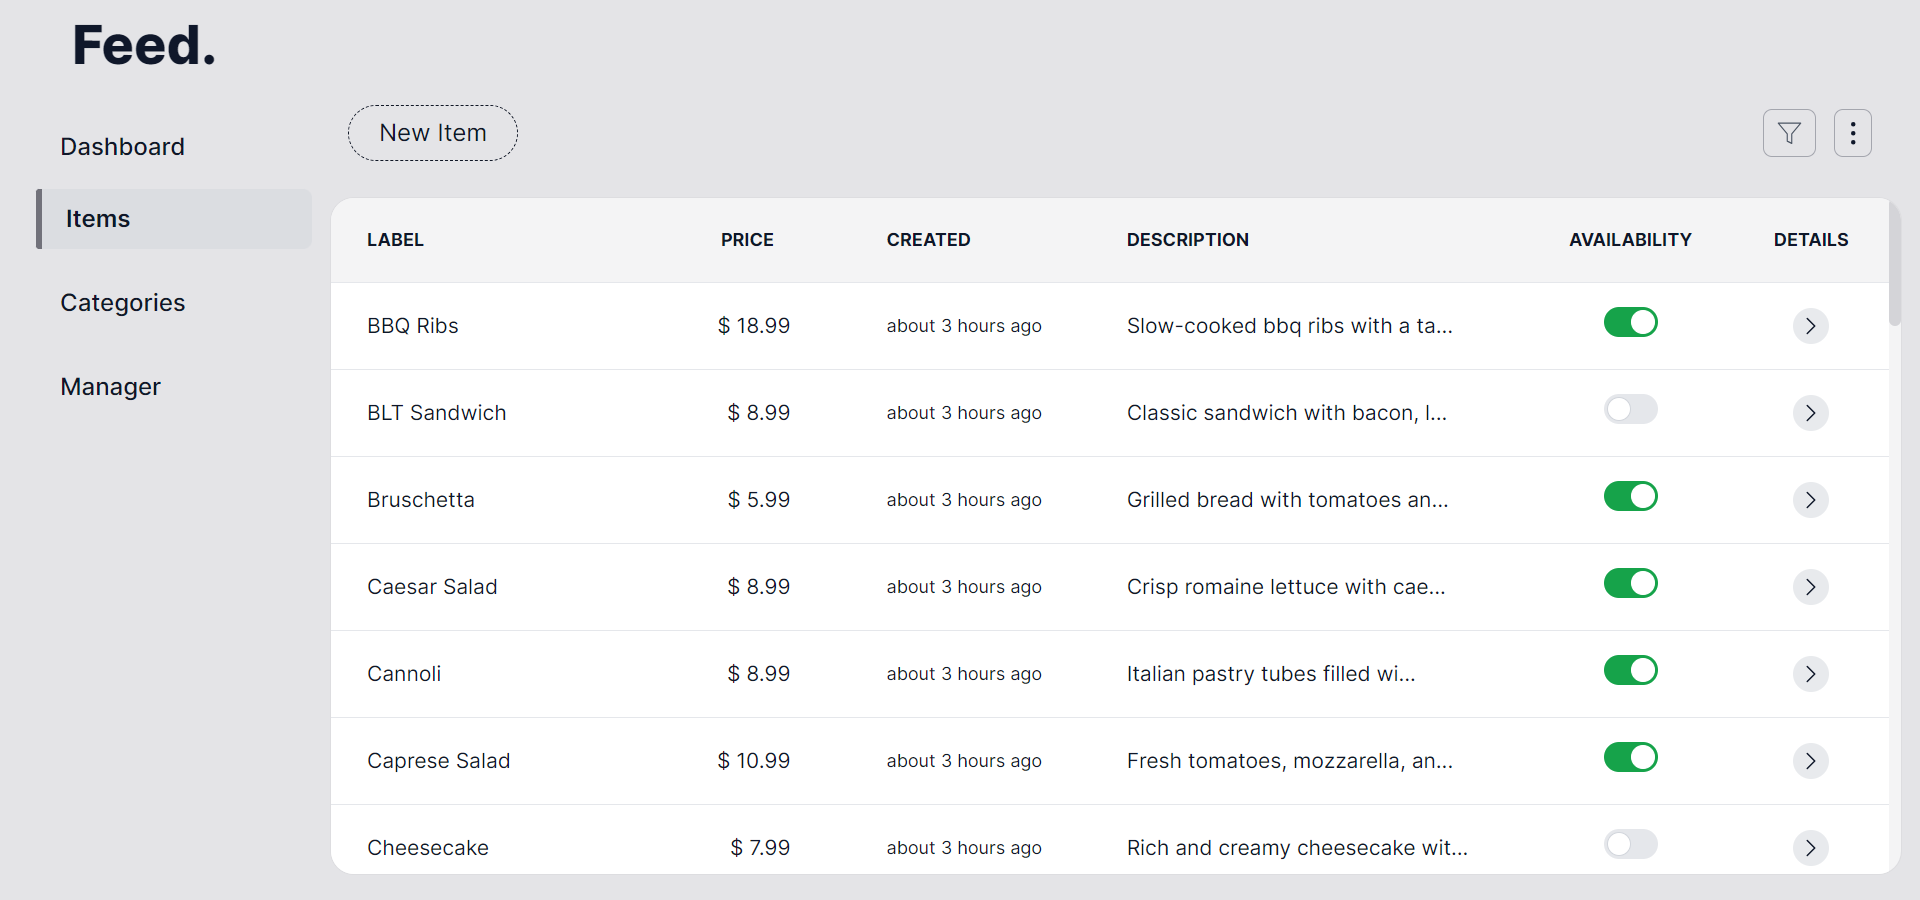 Feed.
Dashboard
Items
Categories
Manager
New Item
LABEL PRICE CREATED DESCRIPTION AVAILABILITY DETAILS
BBQ Ribs $ 18.99 about 3 hours ago Slow-cooked bbq ribs with a ta...
BLT Sandwich $ 8.99 about 3 hours ago Classic sandwich with bacon, l...
Bruschetta $ 5.99 about 3 hours ago Grilled bread with tomatoes an...
Caesar Salad $ 8.99 about 3 hours ago Crisp romaine lettuce with cae...
Cannoli $ 8.99 about 3 hours ago Italian pastry tubes filled wi...
Caprese Salad $ 10.99 about 3 hours ago Fresh tomatoes, mozzarella, an...
Cheesecake $ 7.99 about 3 hours ago Rich and creamy cheesecake wit...